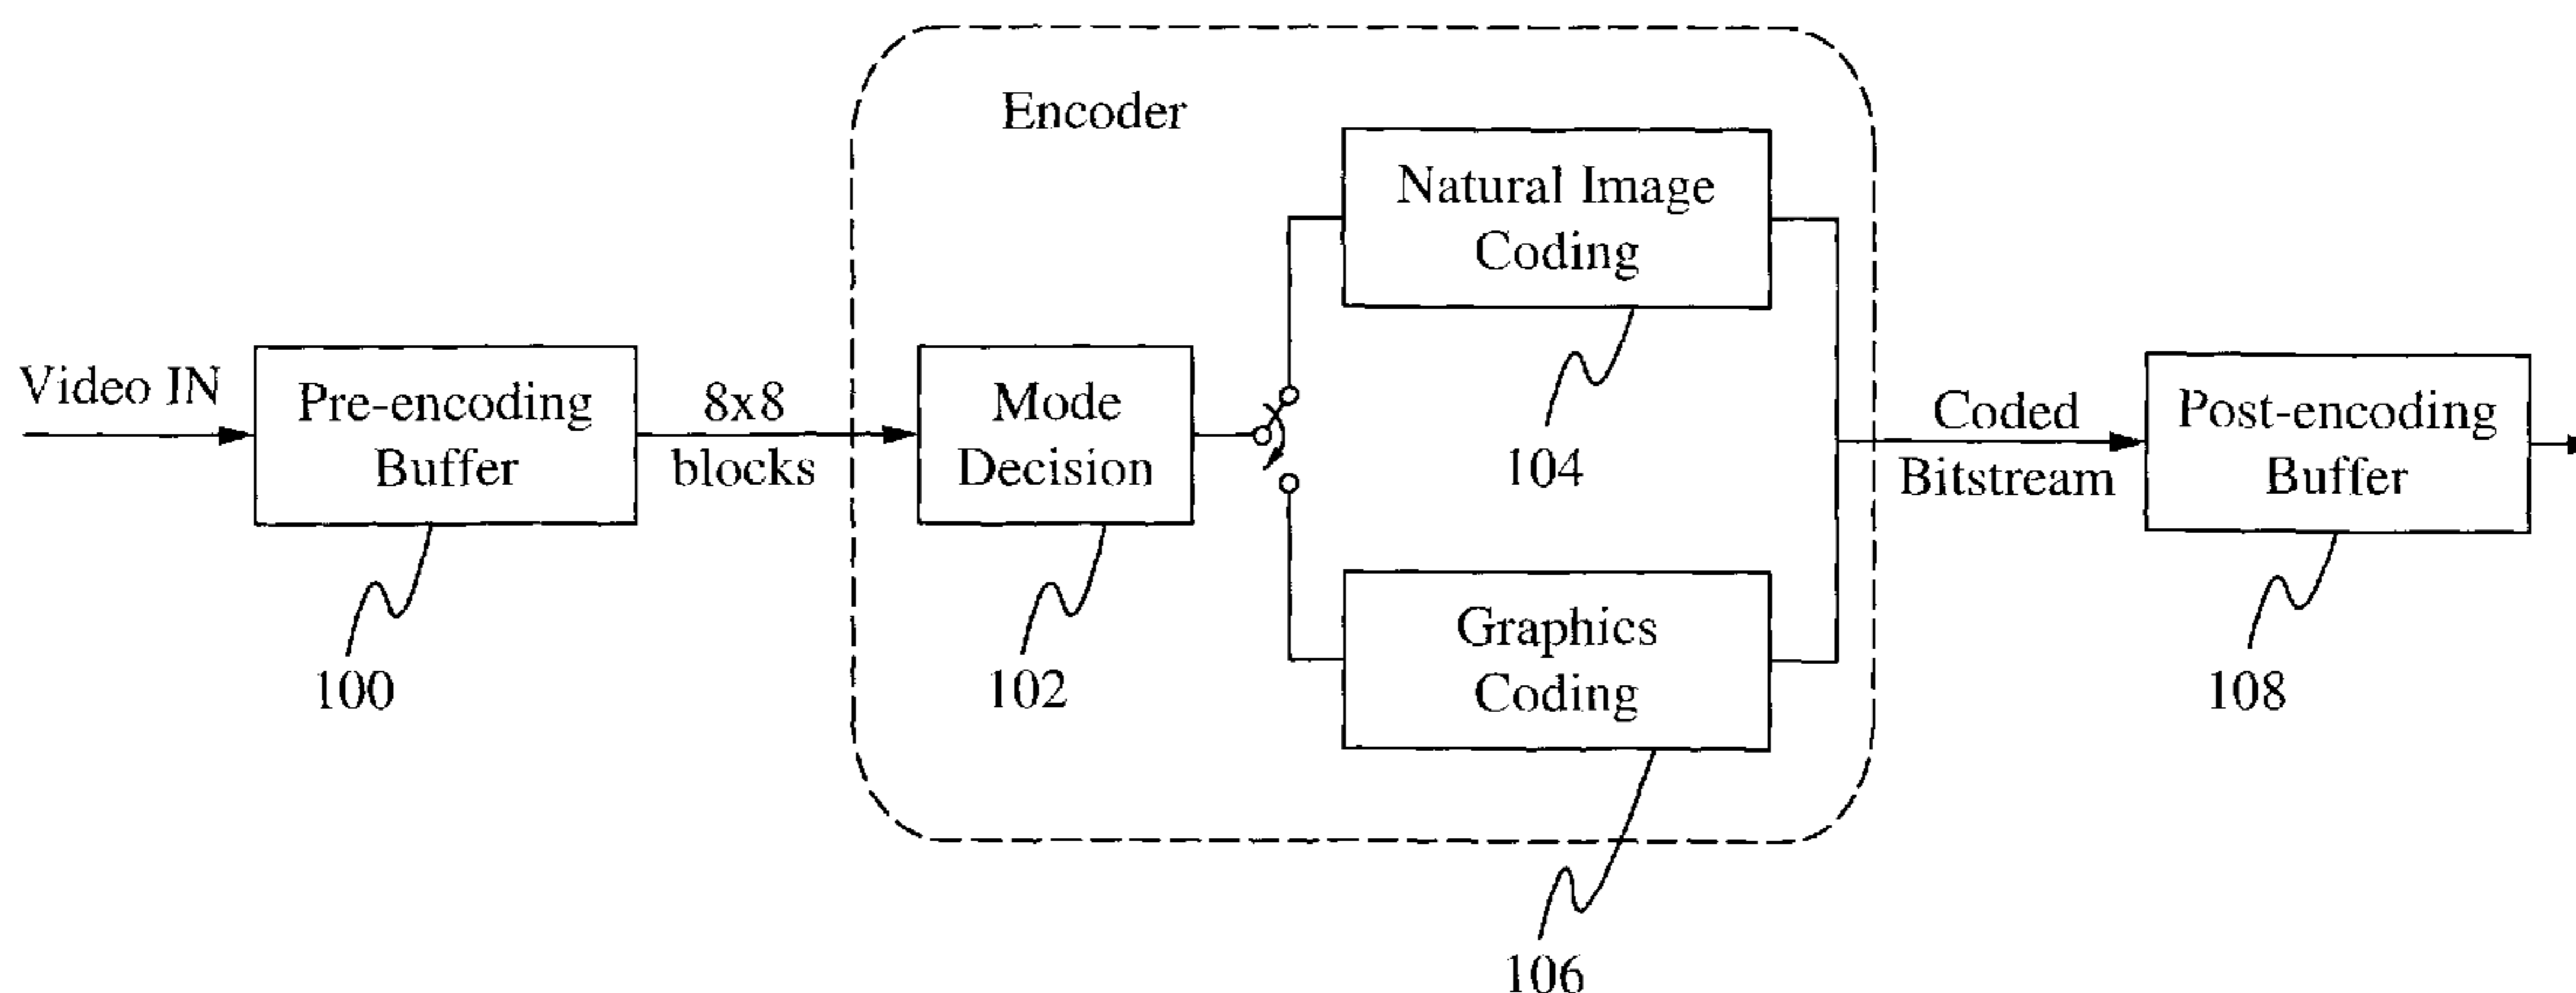 Encoder
Natural Image
Coding
104
Video IN
Pre-encoding
Buffer
100
8x8
blocks
Mode
Decision
102
Graphics
Coding
106
Coded
Bitstream
Post-encoding
Buffer
108